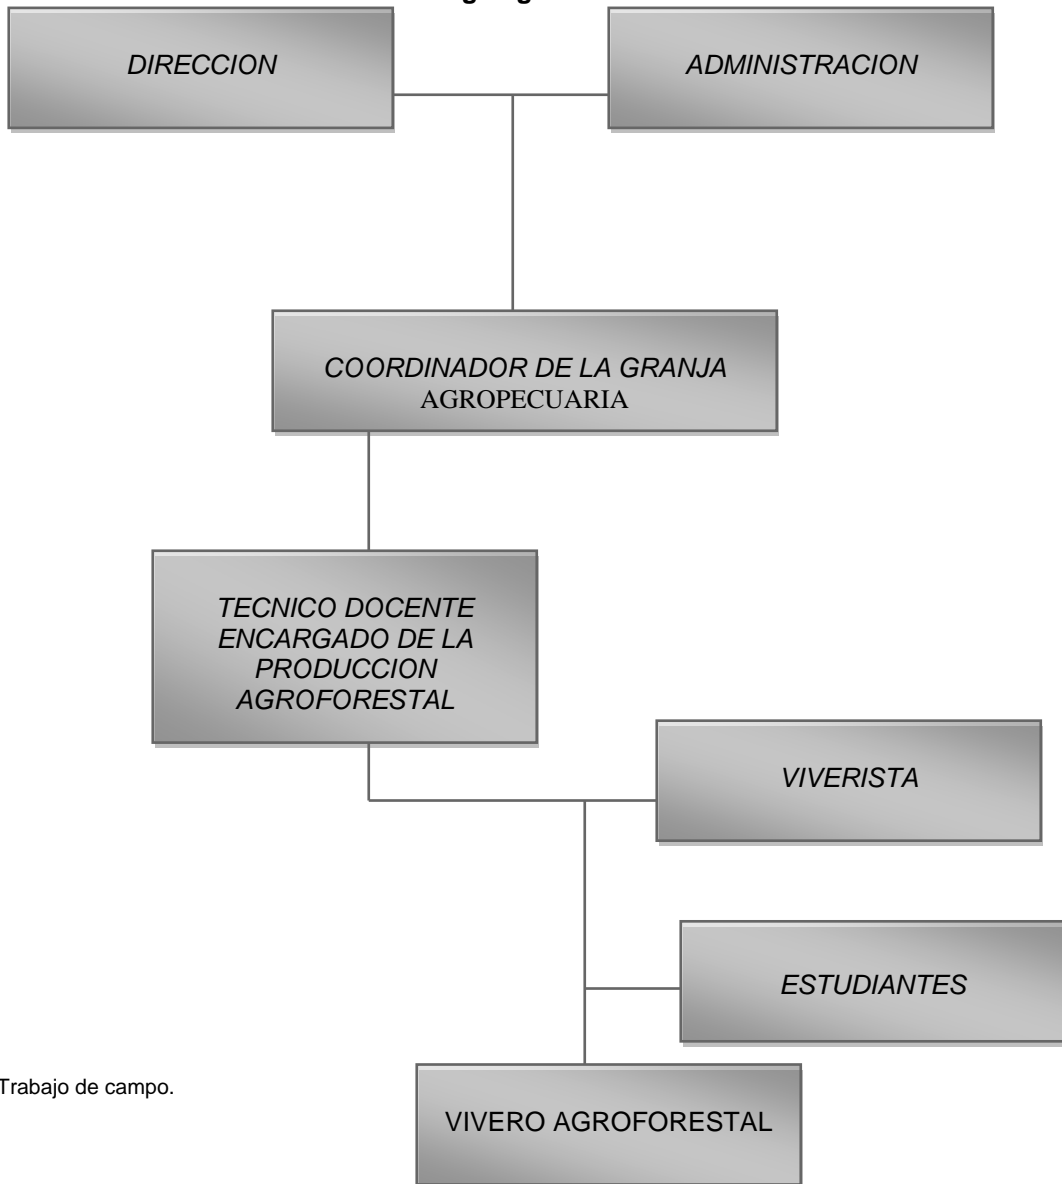 DIRECCION
ADMINISTRACION
COORDINADOR DE LA GRANJA
AGROPECUARIA
TECNICO DOCENTE
ENCARGADO DE LA
PRODUCCION
AGROFORESTAL
VIVERISTA
ESTUDIANTES
Trabajo de campo.
VIVERO AGROFORESTAL